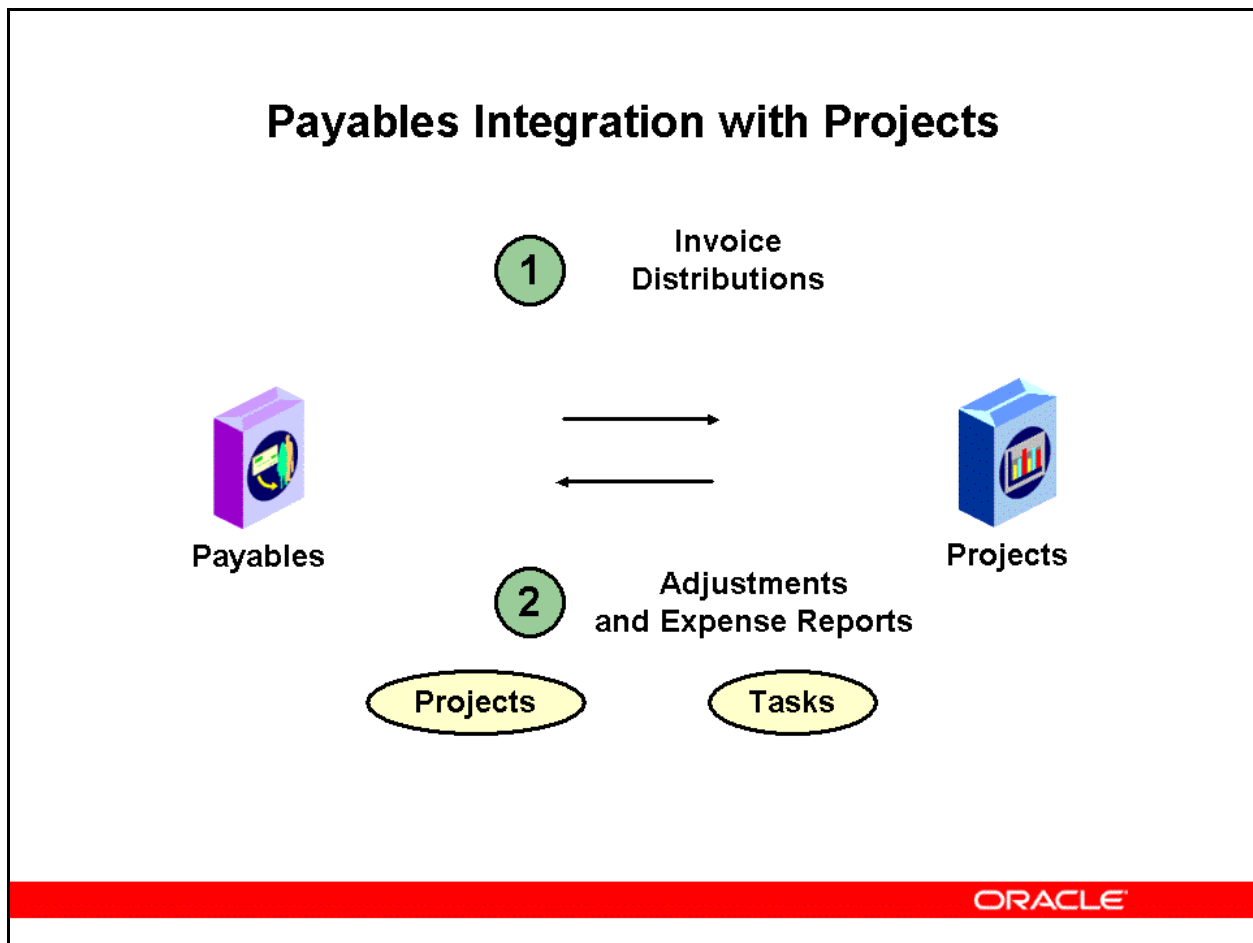 Payables Integration with Projects
1
Invoice
Distributions
Payables
Projects
2
Adjustments
and Expense Reports
Projects
Tasks
ORACLE